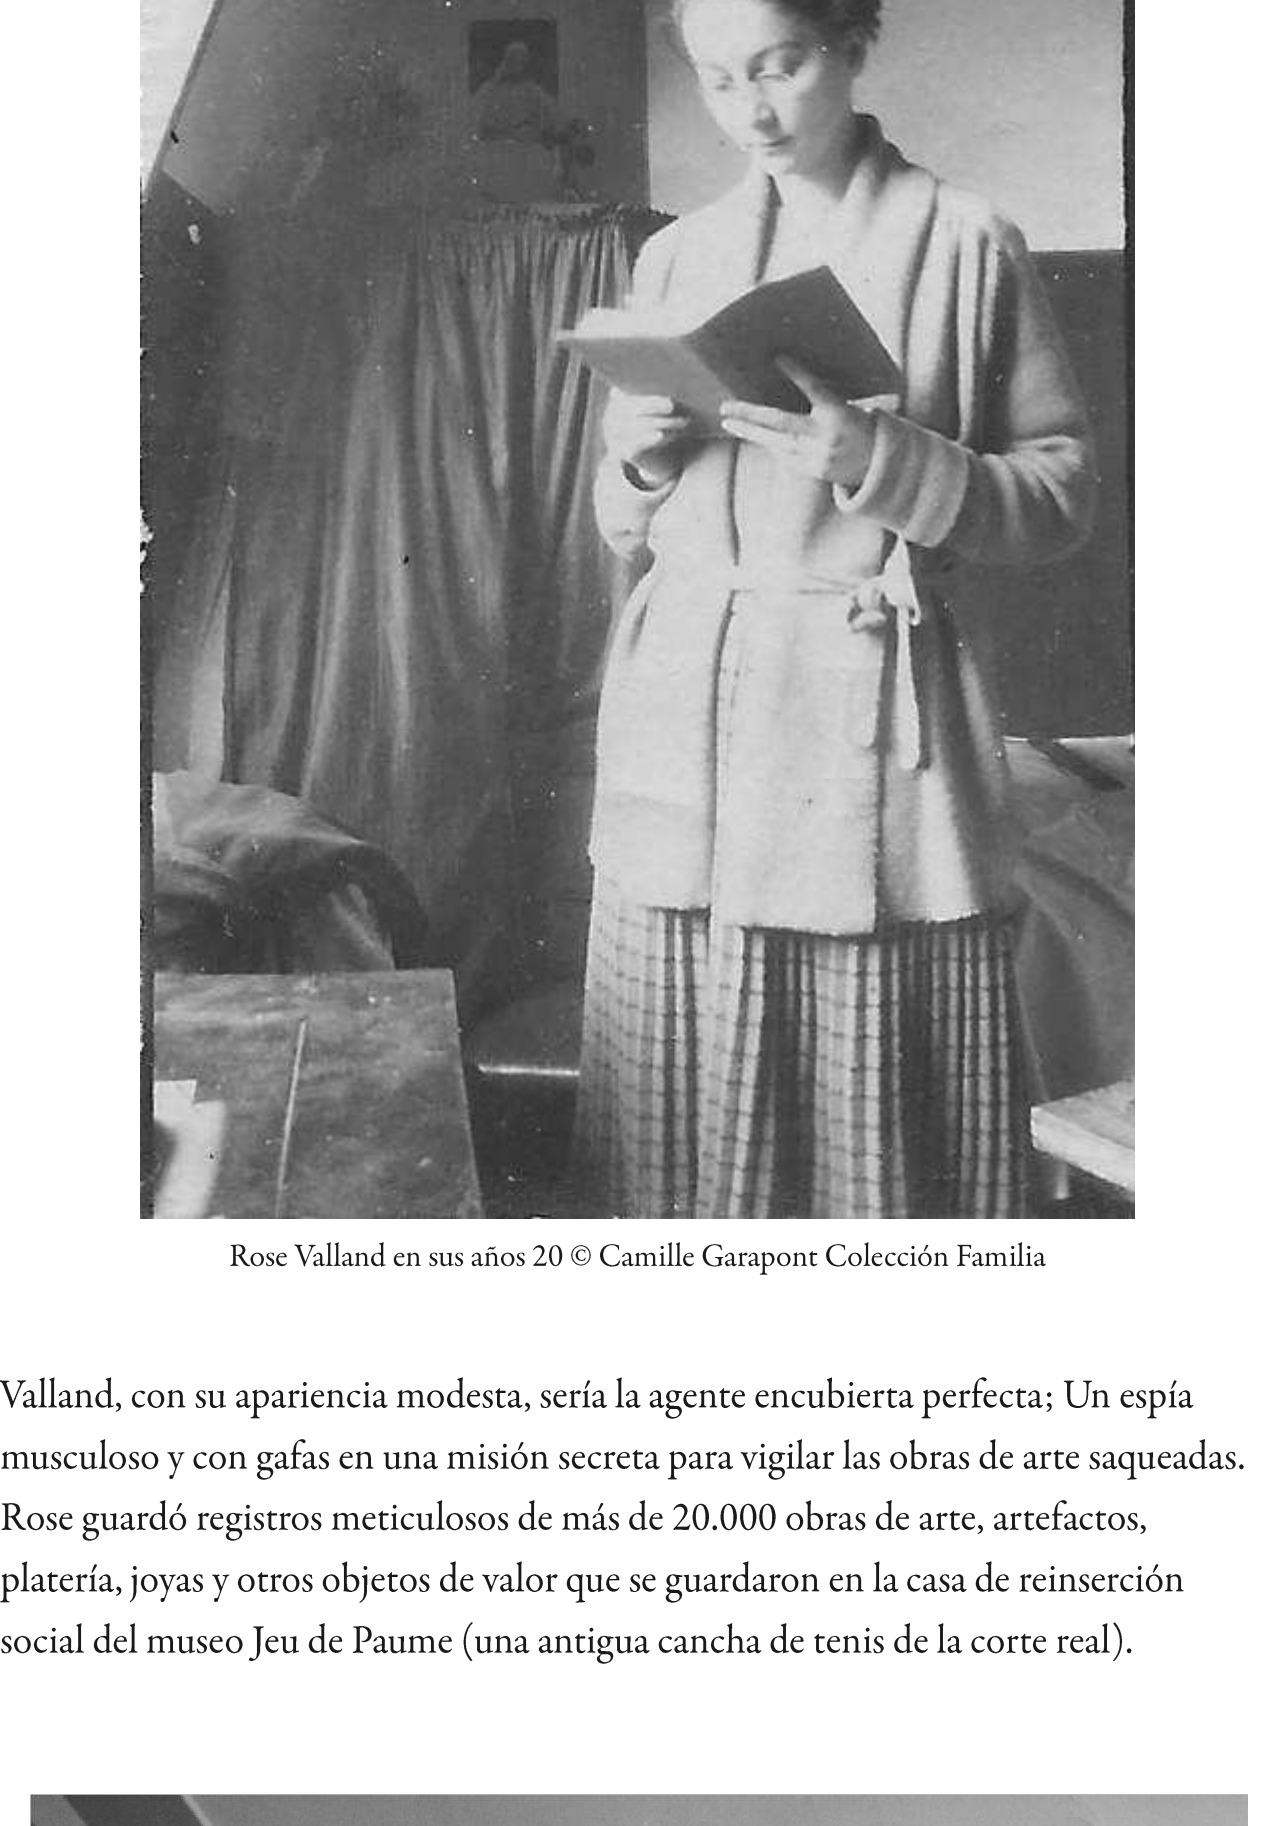 Rose Valland en sus años 20 © Camille Garapont Colección Familia
Valland, con su apariencia modesta, sería la agente encubierta perfecta; Un espía
musculoso y con gafas en una misión secreta para vigilar las obras de arte saqueadas.
Rose guardó registros meticulosos de más de 20.000 obras de arte, artefactos,
platería, joyas y otros objetos de valor que se guardaron en la casa de reinserción
social del museo Jeu de Paume (una antigua cancha de tenis de la corte real).